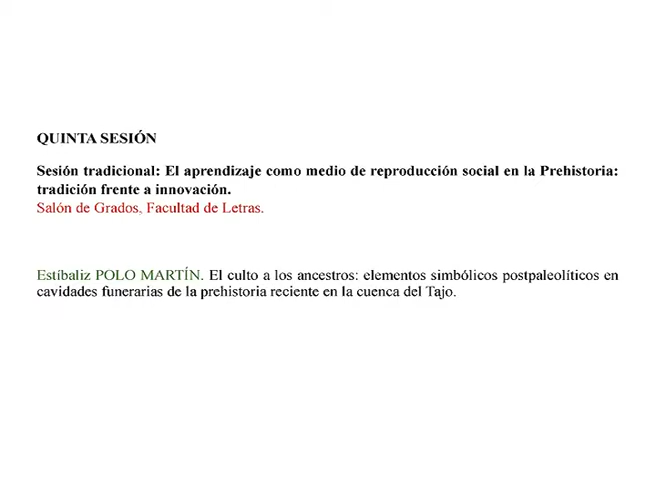 QUINTA SESIÓN
Sesión tradicional: El aprendizaje como medio de reproducción social en la Prehistoria:
tradición frente a innovación.
Salón de Grados, Facultad de Letras.
Estíbaliz POLO MARTÍN. El culto a los ancestros: elementos simbólicos postpaleolíticos en
cavidades funerarias de la prehistoria reciente en la cuenca del Tajo.